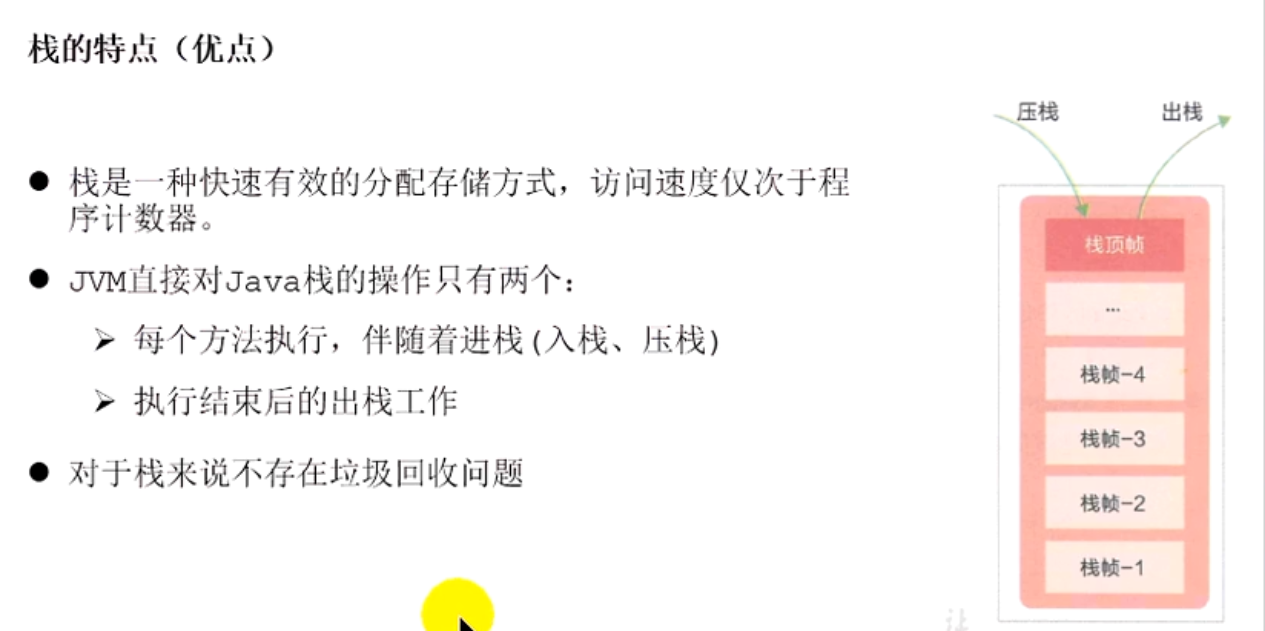 栈的特点（优点）
● 栈是一种快速有效的分配存储方式，访问速度仅次于程
序计数器。
● JVM直接对Java栈的操作只有两个：
➢ 每个方法执行，伴随着进栈(入栈、压栈)
➢ 执行结束后的出栈工作
● 对于栈来说不存在垃圾回收问题
压栈
出栈
栈顶帧
...
栈帧-4
栈帧-3
栈帧-2
栈帧-1
让